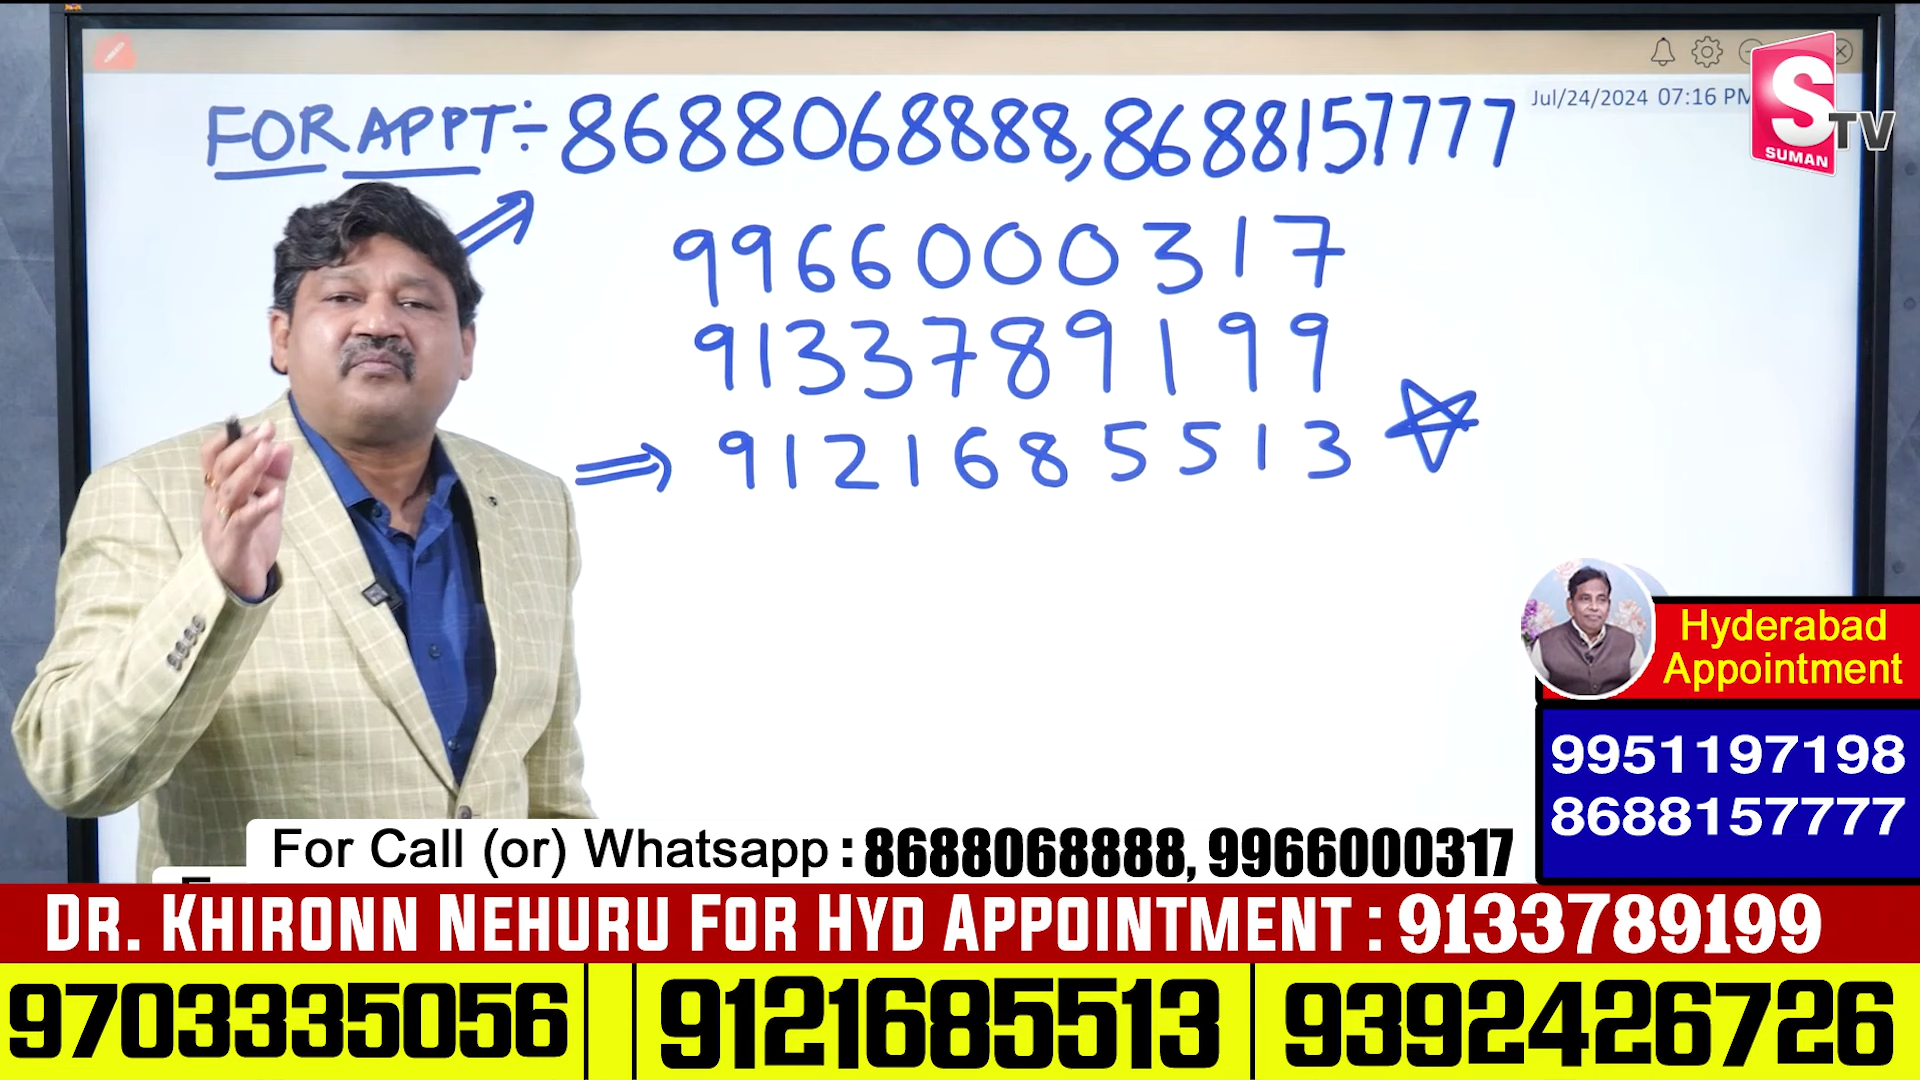 Jul/24/2024 07:16 PM
S TV
SUMAN
FOR APPT÷ 8688068888, 8688157777
9966000317
9133789199
⇒ 9121685513
Hyderabad
Appointment
9951197198
8688157777
For Call (or) Whatsapp : 8688068888, 9966000317
DR. KHIRONN NEHURU FOR HYD APPOINTMENT : 9133789199
9703335056
9121685513
9392426726